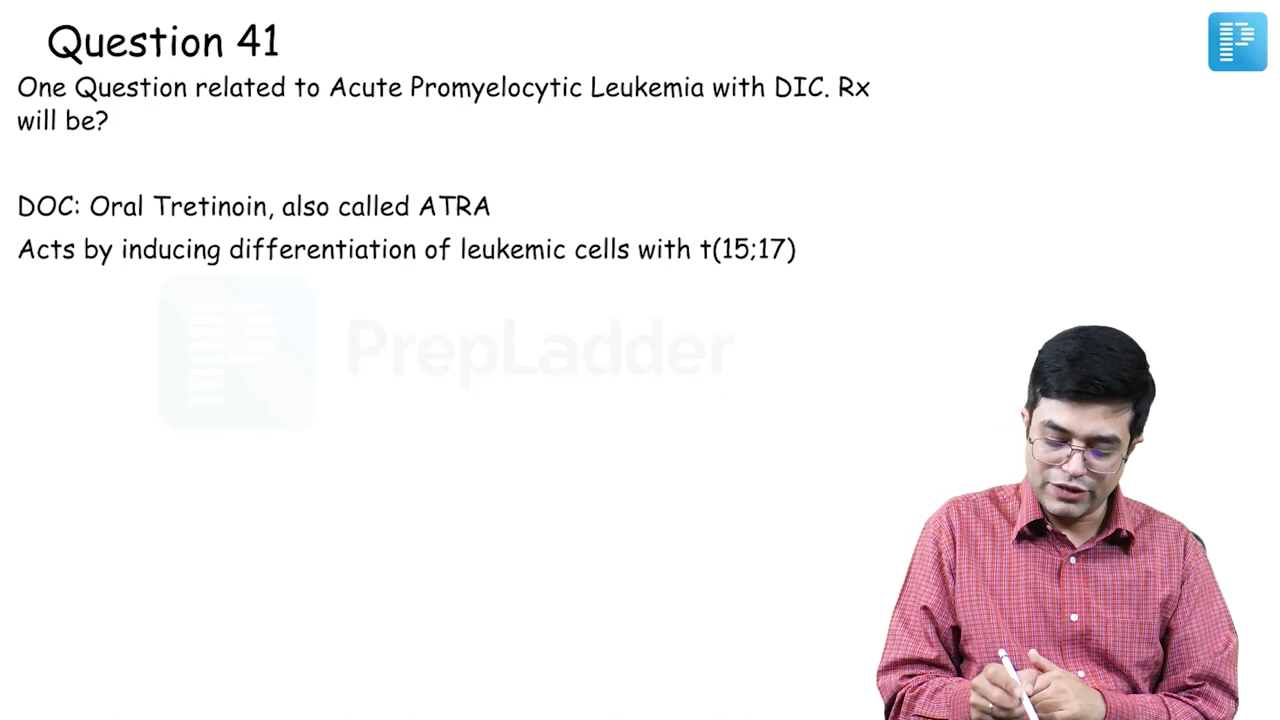 Question 41
One Question related to Acute Promyelocytic Leukemia with DIC. Rx
will be?
DOC: Oral Tretinoin, also called ATRA
Acts by inducing differentiation of leukemic cells with t(15;17)
PrepLadder